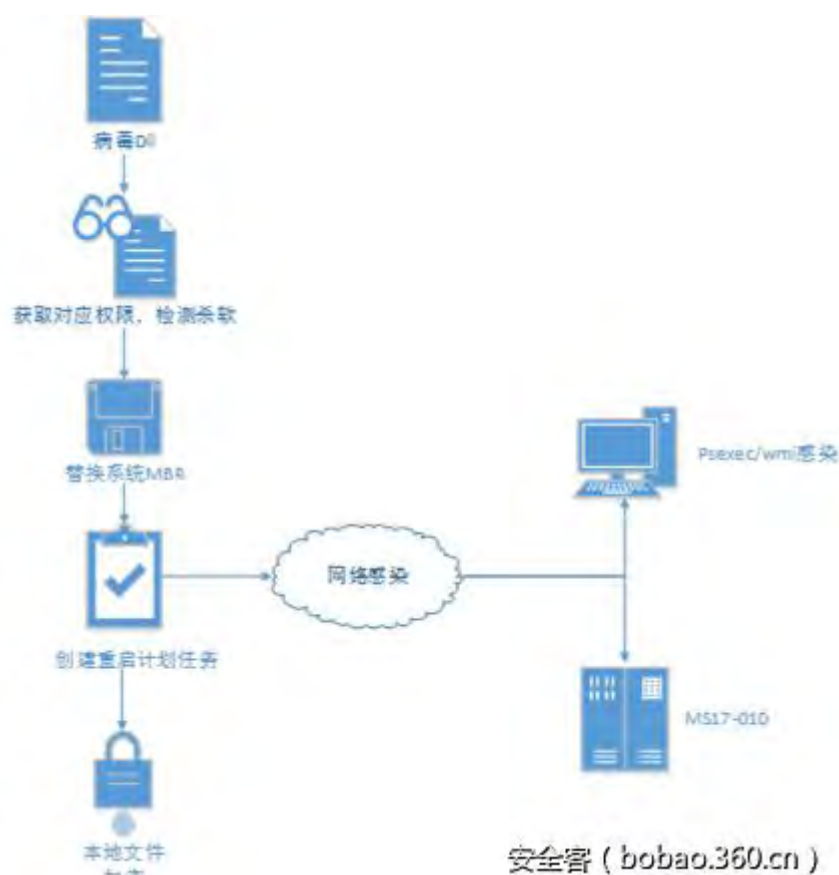 病毒Dll
获取对应权限，检测杀软
替换系统MBR
Psexec/wmi感染
网络感染
创建重启计划任务
MS17-010
本地文件
安全客（bobao.360.cn）